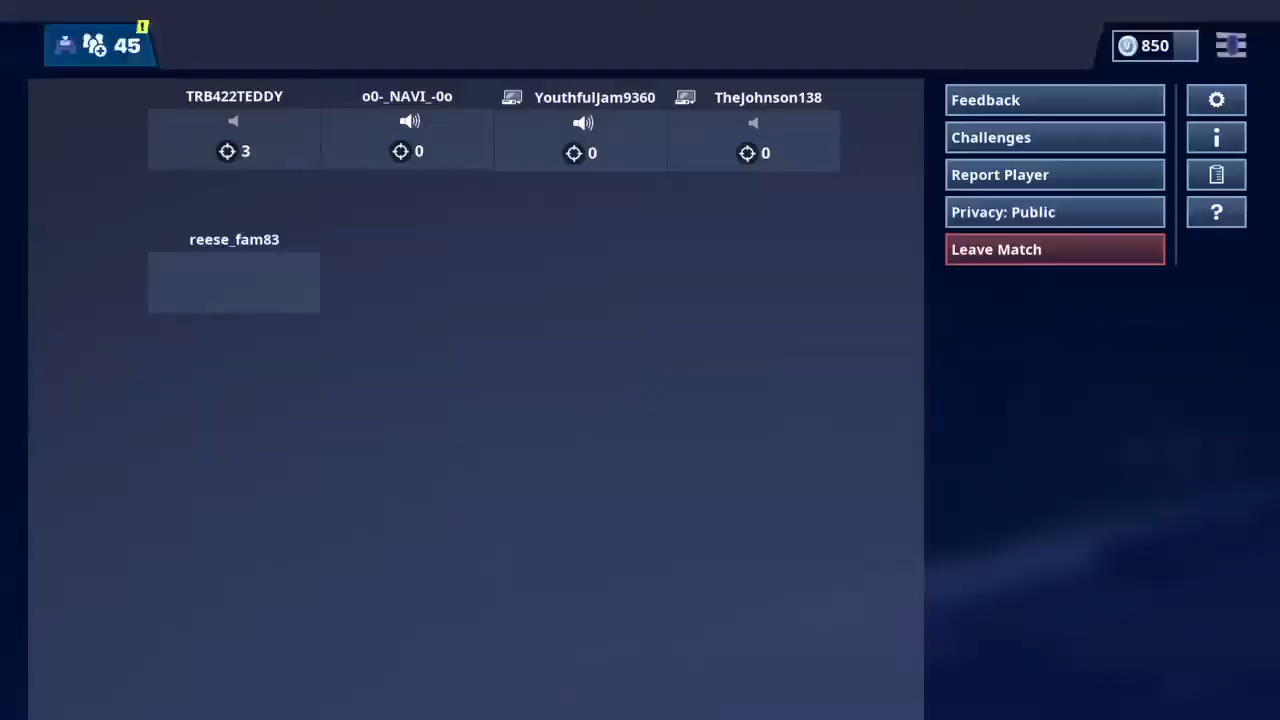 45
!
850
TRB422TEDDY
o0-_NAVI_-0o
YouthfulJam9360
TheJohnson138
3
0
0
0
reese_fam83
Feedback
Challenges
Report Player
Privacy: Public
Leave Match
i
?